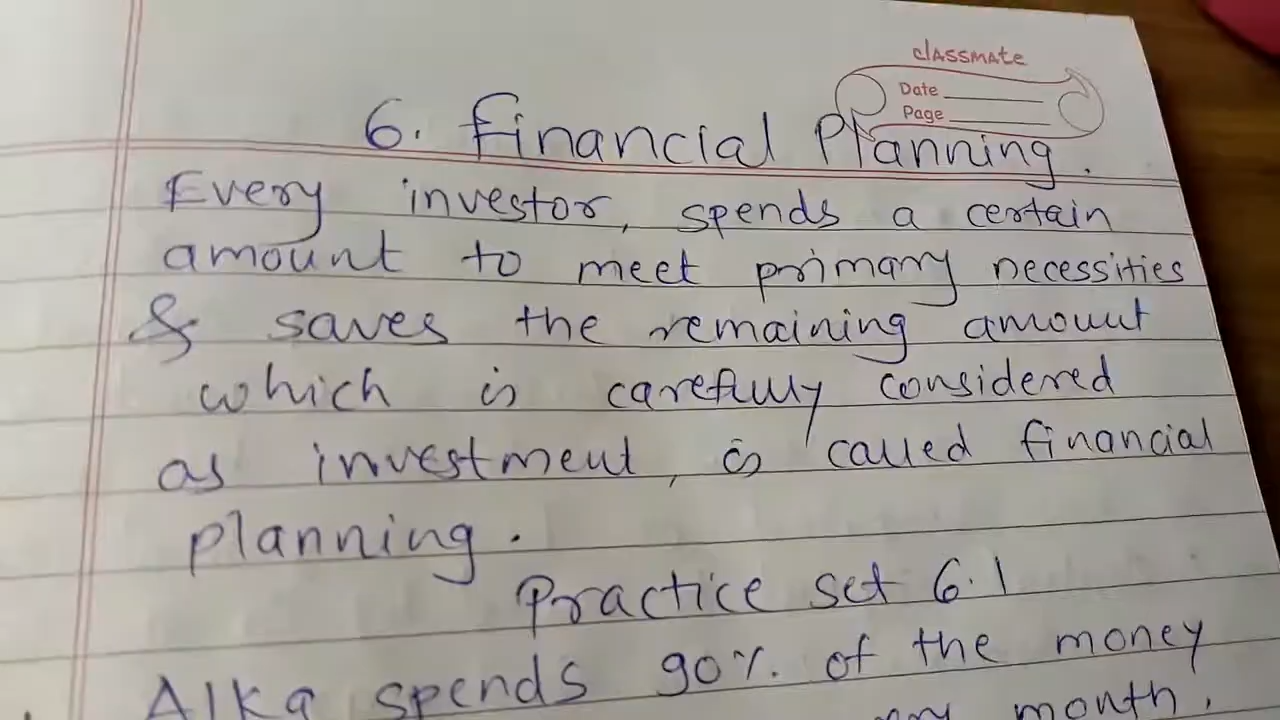 classmate
Date
Page
6. Financial Planning.
Every investor, spends a certain
amount to meet primary necessities
& saves the remaining amount
which is carefully considered
as investment, is called financial
planning.
Practice set 6.1
Alka spends 90%. of the money
month.